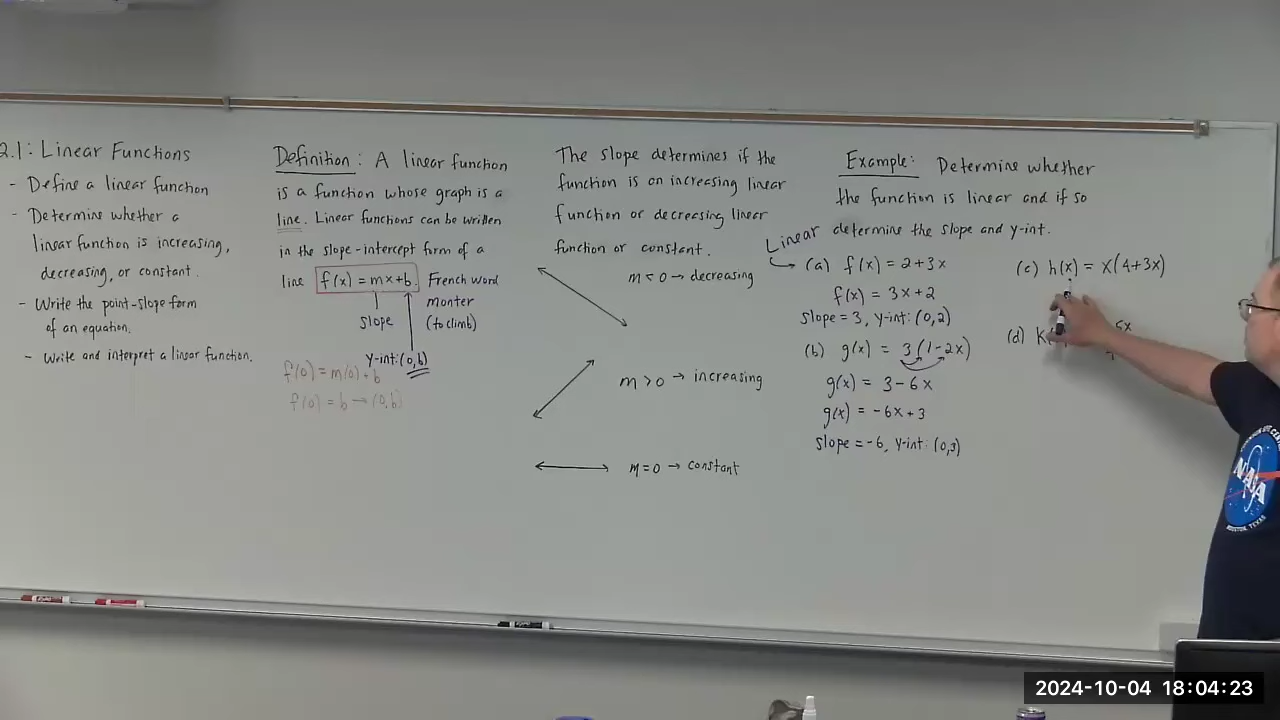 2.1: Linear Functions
- Define a linear function
- Determine whether a
linear function is increasing,
decreasing, or constant.
- Write the point-slope form
of an equation.
- Write and interpret a linear function.
Definition: A linear function
is a function whose graph is a
line. Linear functions can be written
in the slope-intercept form of a
line f(x) = mx+b. French word
monter
(to climb)
slope
y-int: (0,b)
f(0) = m(0) + b
f(0) = b → (0,b)
The slope determines if the
function is an increasing linear
function or decreasing linear
function or constant.
m < 0 → decreasing
m > 0 → increasing
m = 0 → constant
Example: Determine whether
the function is linear and if so
determine the slope and y-int.
Linear
(a) f(x) = 2+3x
f(x) = 3x+2
slope = 3, y-int: (0,2)
(b) g(x) = 3(1-2x)
g(x) = 3-6x
g(x) = -6x+3
slope = -6, y-int: (0,3)
(c) h(x) = x(4+3x)
(d) K
NASA
HOUSTON, TEXAS
2024-10-04 18:04:23